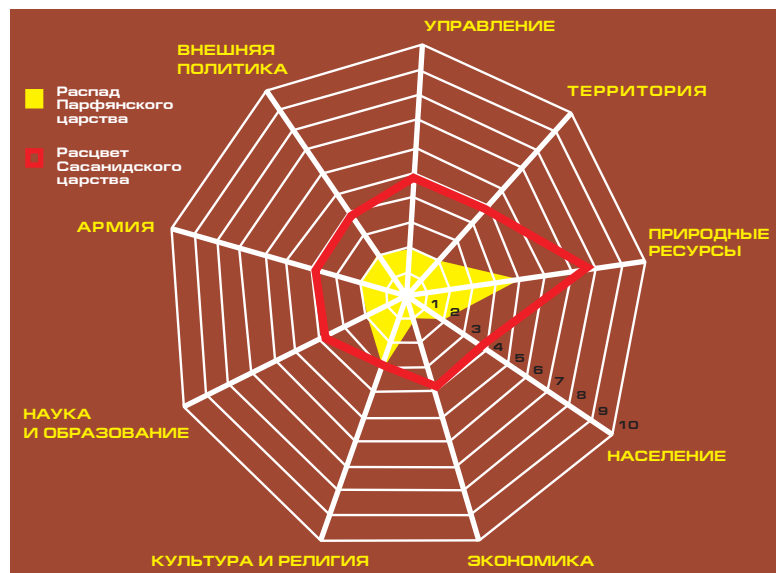 УПРАВЛЕНИЕ
ВНЕШНЯЯ
ПОЛИТИКА
ТЕРРИТОРИЯ
Распад
Парфянского
царства
Расцвет
Сасанидского
царства
АРМИЯ
ПРИРОДНЫЕ
РЕСУРСЫ
1
2
3
4
5
6
7
8
9
10
НАУКА
И ОБРАЗОВАНИЕ
НАСЕЛЕНИЕ
КУЛЬТУРА И РЕЛИГИЯ
ЭКОНОМИКА